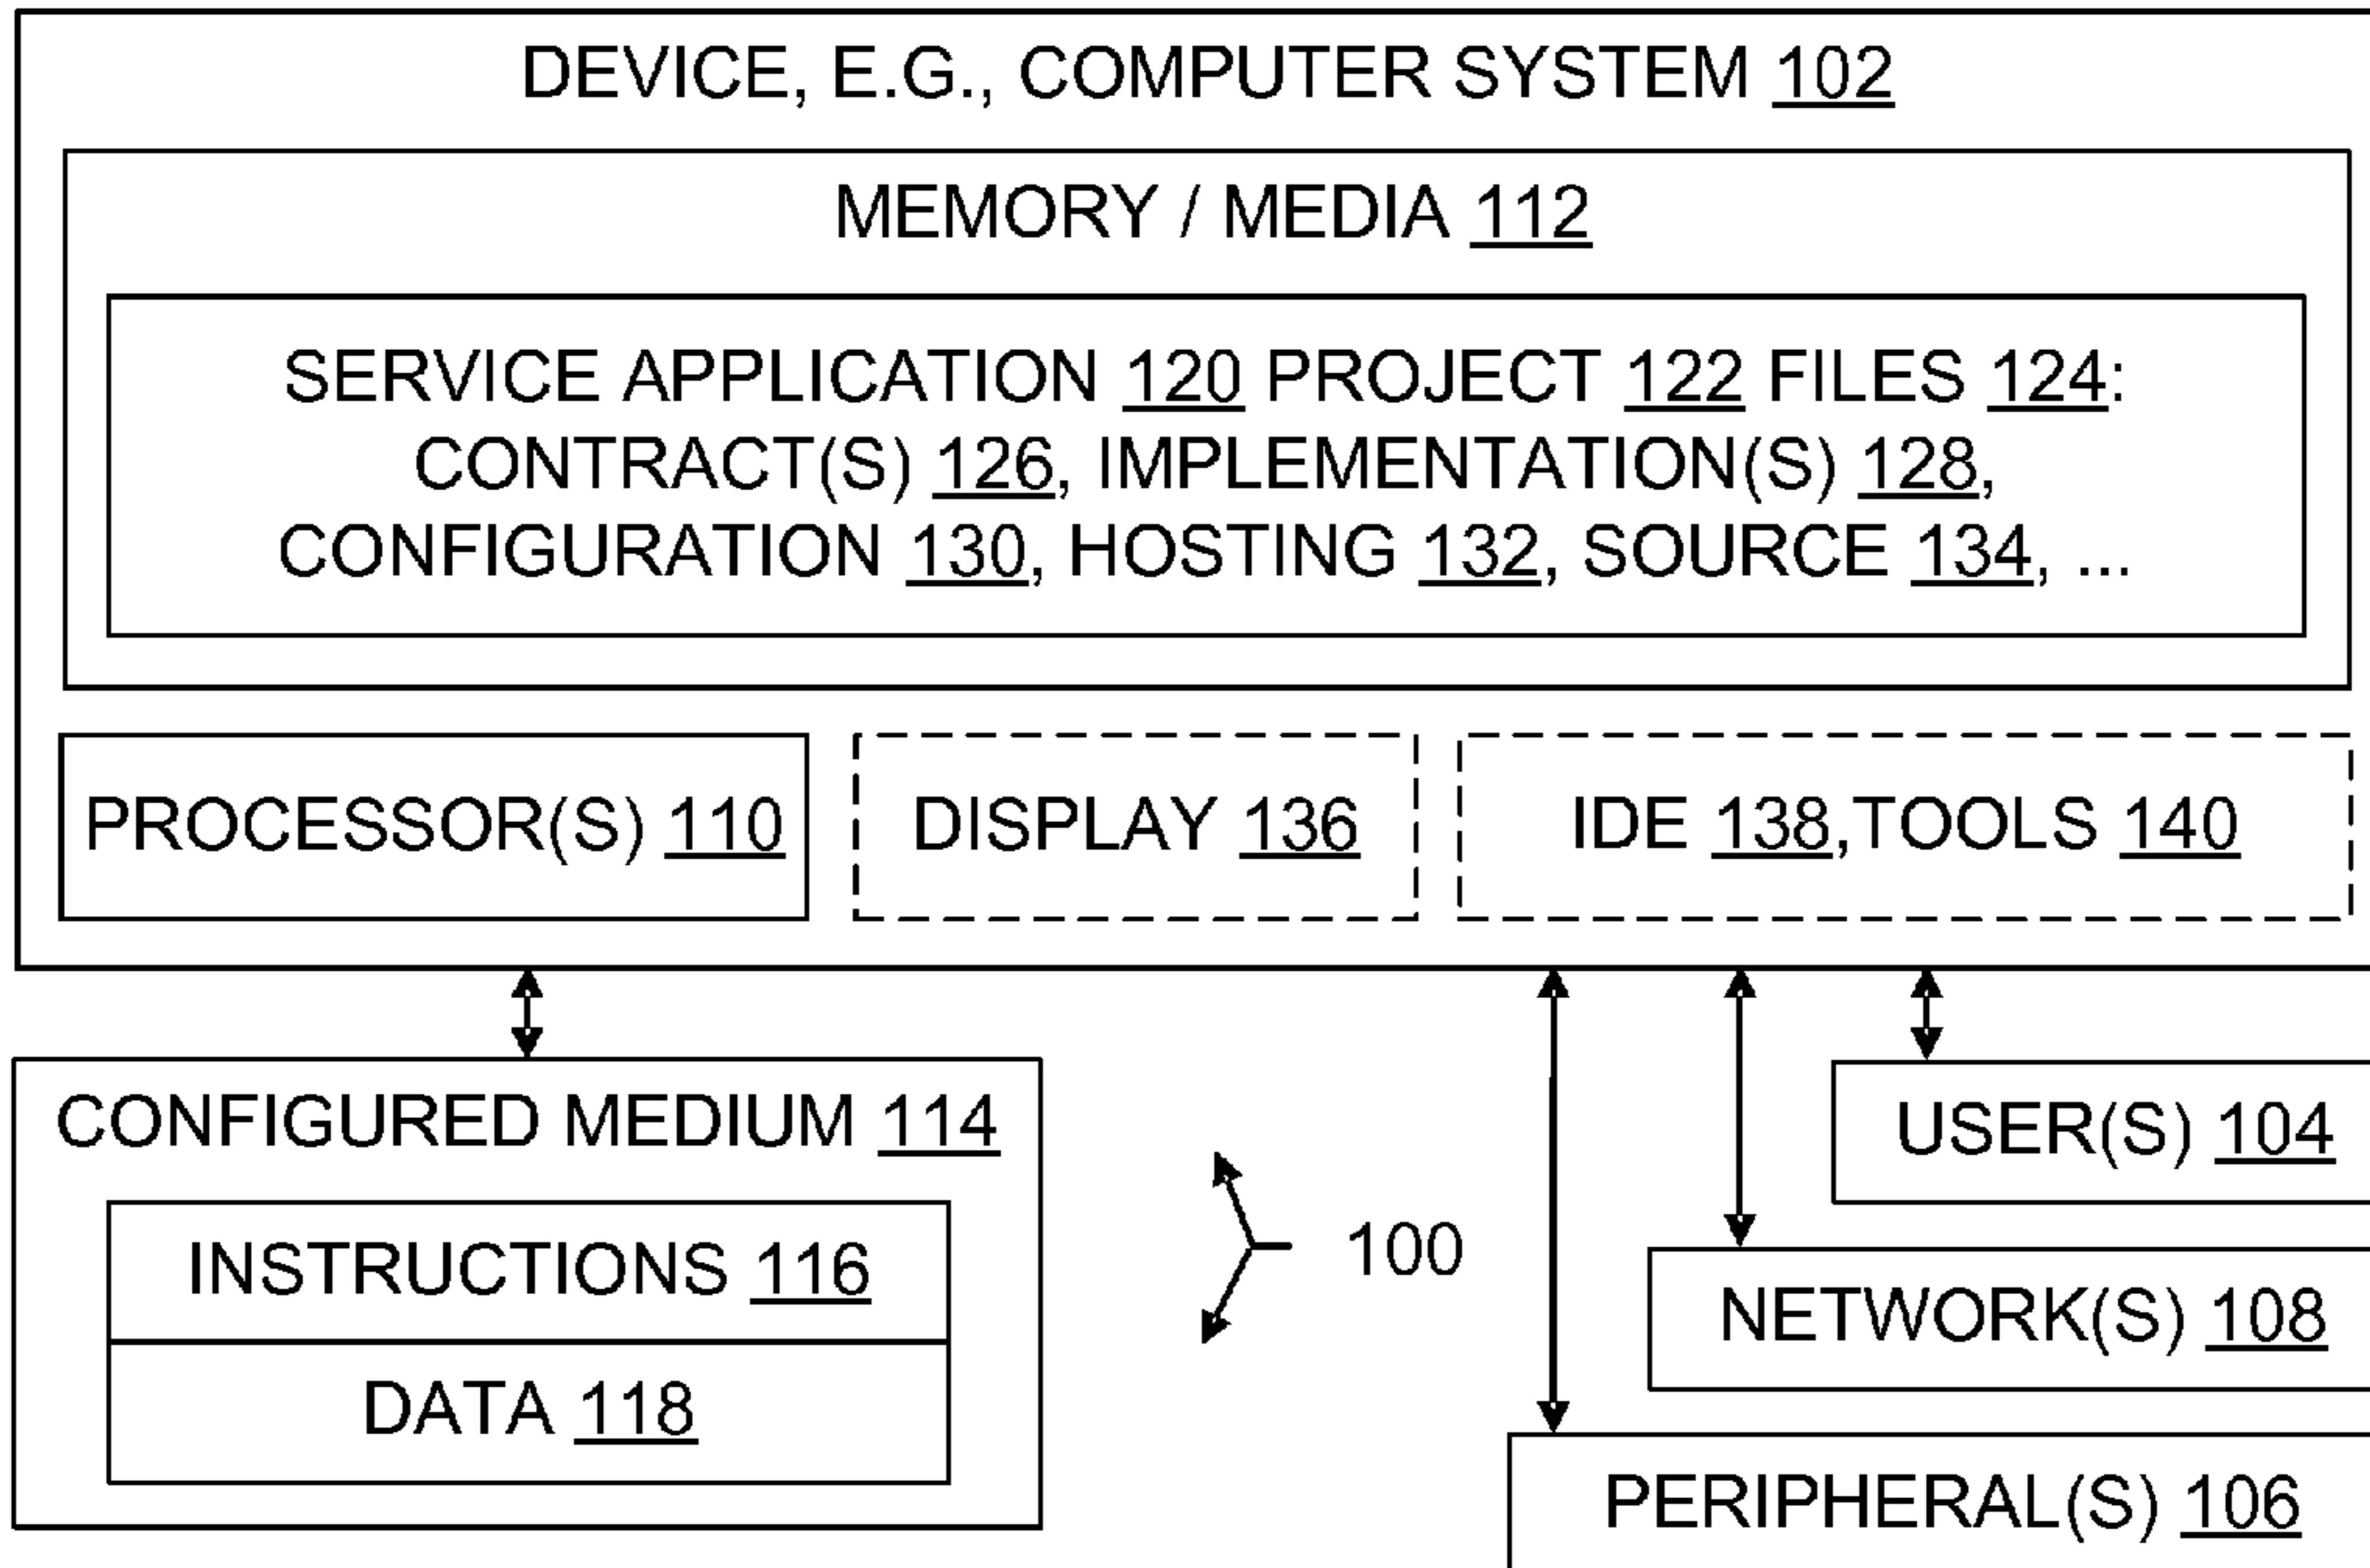 DEVICE, E.G., COMPUTER SYSTEM 102
MEMORY / MEDIA 112
SERVICE APPLICATION 120 PROJECT 122 FILES 124:
CONTRACT(S) 126, IMPLEMENTATION(S) 128,
CONFIGURATION 130, HOSTING 132, SOURCE 134, ...
PROCESSOR(S) 110
DISPLAY 136
IDE 138,TOOLS 140
CONFIGURED MEDIUM 114
INSTRUCTIONS 116
DATA 118
100
USER(S) 104
NETWORK(S) 108
PERIPHERAL(S) 106